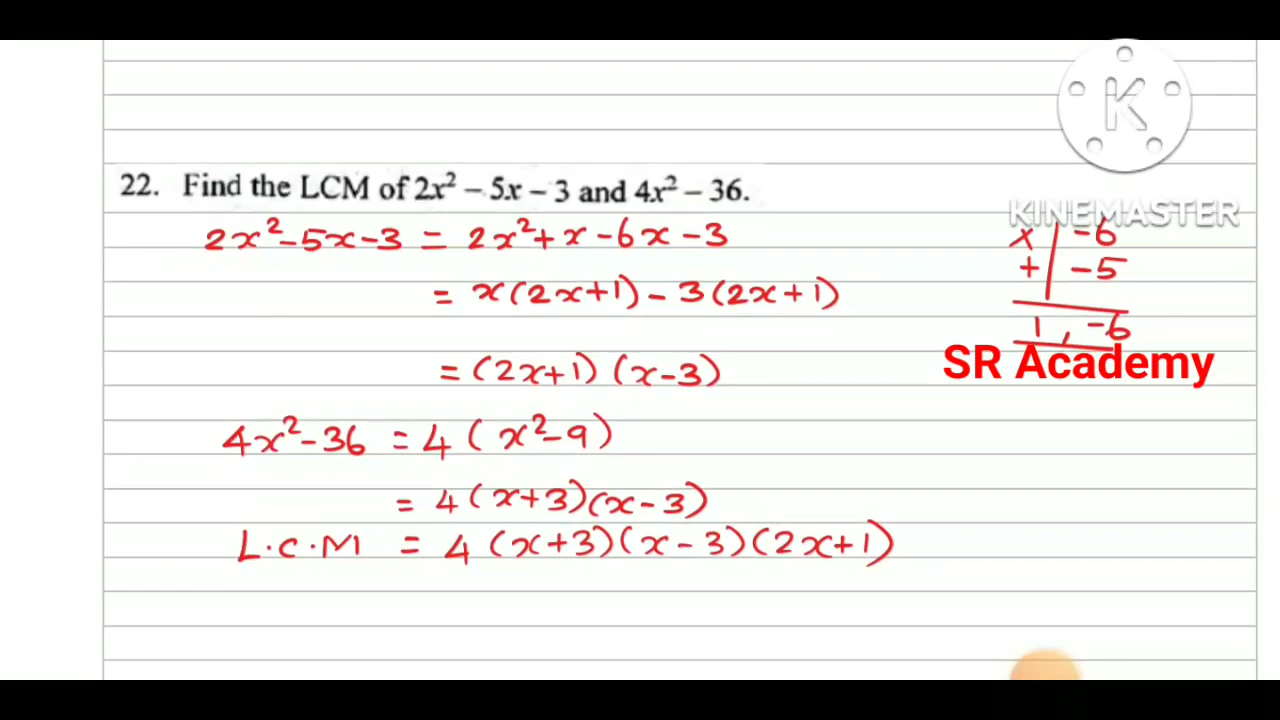 22. Find the LCM of 2x² – 5x – 3 and 4x² – 36.
KINEMASTER
2x²-5x-3 = 2x²+x-6x-3
x | -6
+ | -5
= x(2x+1)-3(2x+1)
1, -6
SR Academy
= (2x+1)(x-3)
4x²-36 = 4(x²-9)
= 4(x+3)(x-3)
L.C.M = 4(x+3)(x-3)(2x+1)